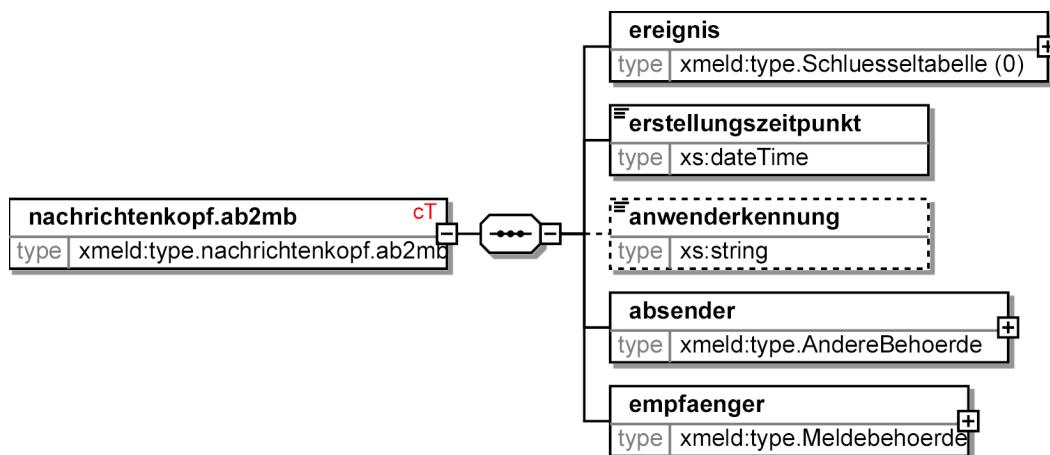 ereignis
type xmeld:type.Schluesseltabelle (0)
erstellungszeitpunkt
type xs:dateTime
nachrichtenkopf.ab2mb cT
type xmeld:type.nachrichtenkopf.ab2mb
anwenderkennung
type xs:string
absender
type xmeld:type.AndereBehoerde
empfaenger
type xmeld:type.Meldebehoerde